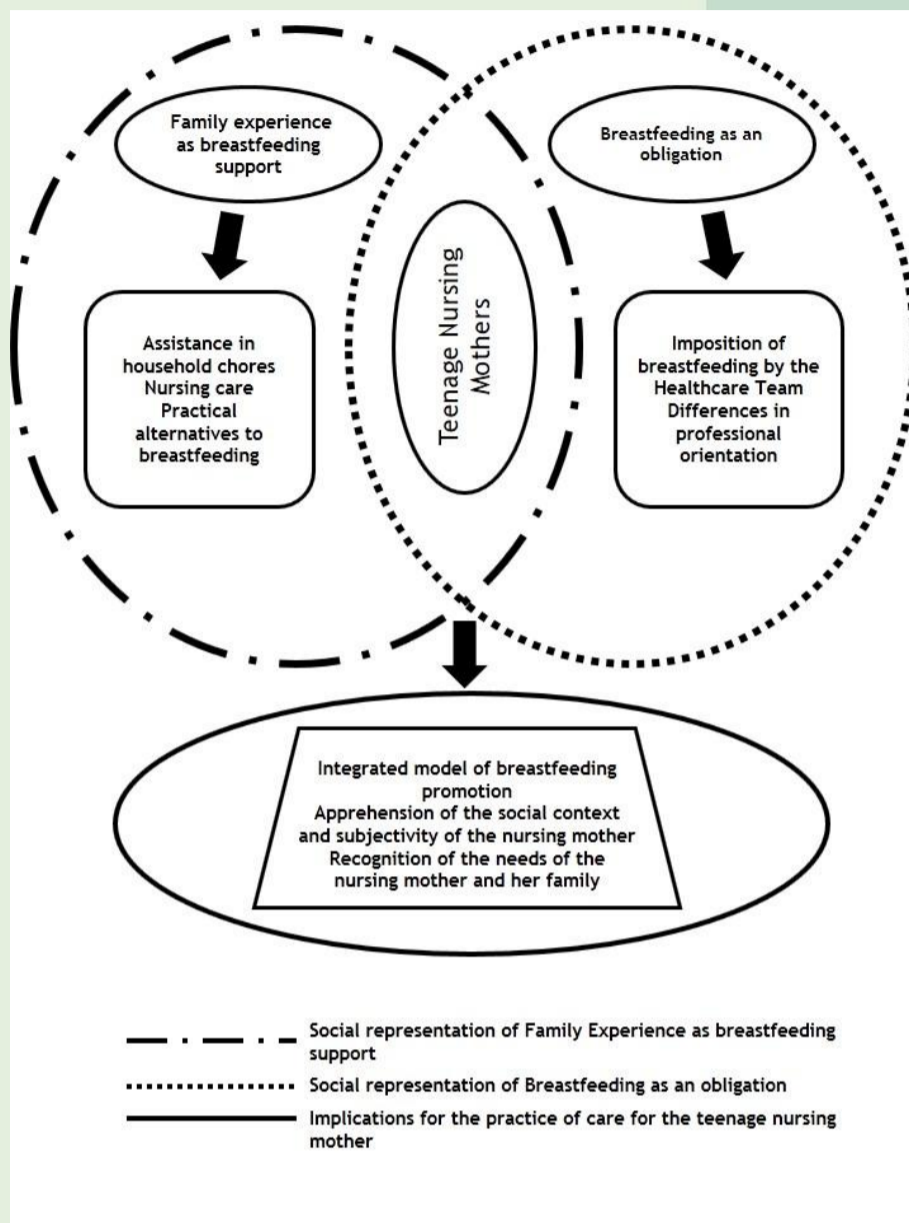 Family experience
as breastfeeding
support
Breastfeeding as an
obligation
Teenage Nursing
Mothers
Assistance in
household chores
Nursing care
Practical
alternatives to
breastfeeding
Imposition of
breastfeeding by the
Healthcare Team
Differences in
professional
orientation
Integrated model of breastfeeding
promotion
Apprehension of the social context
and subjectivity of the nursing mother
Recognition of the needs of the
nursing mother and her family
Social representation of Family Experience as breastfeeding
support
Social representation of Breastfeeding as an obligation
Implications for the practice of care for the teenage nursing
mother